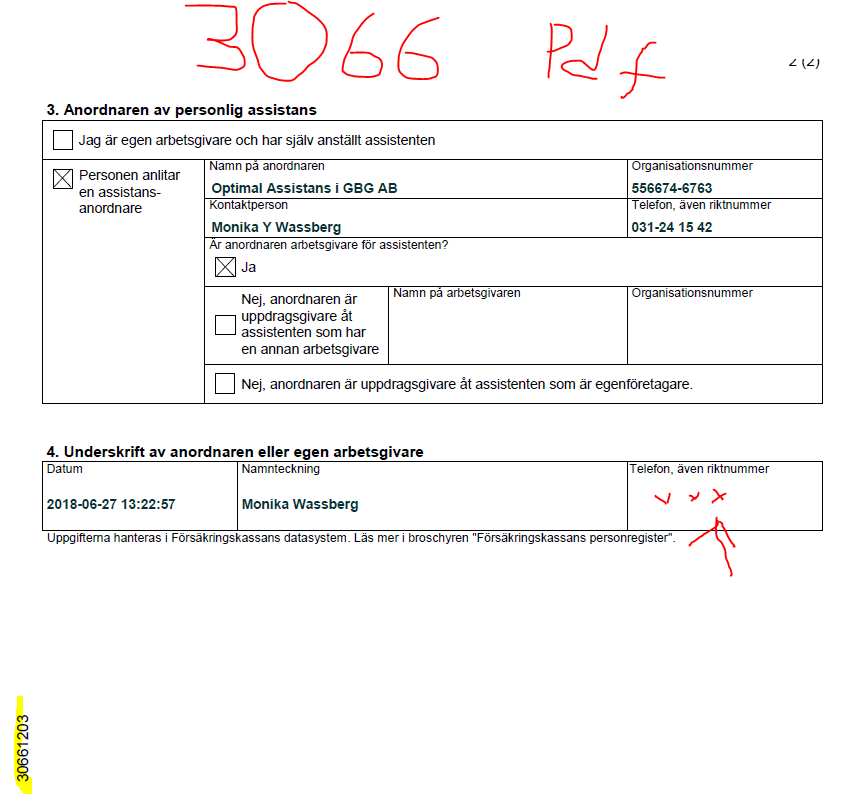 3066 Pdf
2 (2)
3. Anordnaren av personlig assistans
Jag är egen arbetsgivare och har själv anställt assistenten
Personen anlitar
en assistans-
anordnare
Namn på anordnaren
Optimal Assistans i GBG AB
Organisationsnummer
556674-6763
Kontaktperson
Monika Y Wassberg
Telefon, även riktnummer
031-24 15 42
Är anordnaren arbetsgivare för assistenten?
Ja
Nej, anordnaren är
uppdragsgivare åt
assistenten som har
en annan arbetsgivare
Namn på arbetsgivaren
Organisationsnummer
Nej, anordnaren är uppdragsgivare åt assistenten som är egenföretagare.
4. Underskrift av anordnaren eller egen arbetsgivare
Datum
2018-06-27 13:22:57
Namnteckning
Monika Wassberg
Telefon, även riktnummer
x x x
Uppgifterna hanteras i Försäkringskassans datasystem. Läs mer i broschyren "Försäkringskassans personregister".
30661203